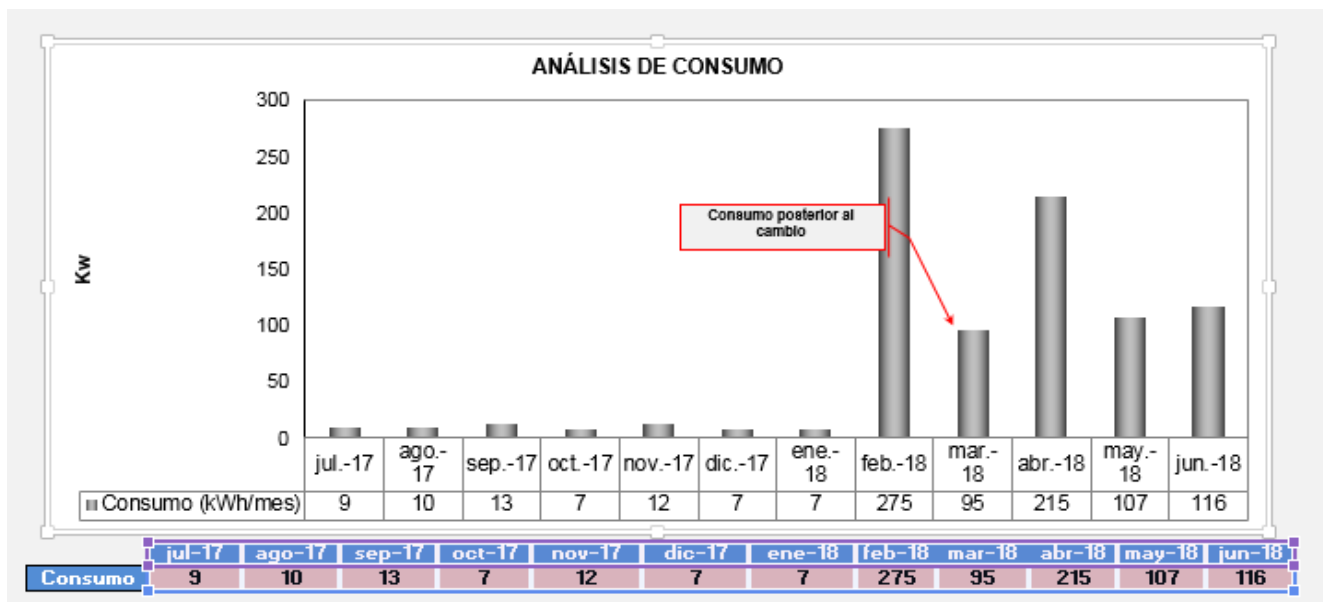 ANÁLISIS DE CONSUMO
Kw
300
250
200
150
100
50
0
Consumo posterior al
cambio
jul.-17 ago.-17 sep.-17 oct.-17 nov.-17 dic.-17 ene.-18 feb.-18 mar.-18 abr.-18 may.-18 jun.-18
Consumo (kWh/mes) 9 10 13 7 12 7 7 275 95 215 107 116
jul-17 ago-17 sep-17 oct-17 nov-17 dic-17 ene-18 feb-18 mar-18 abr-18 may-18 jun-18
Consumo 9 10 13 7 12 7 7 275 95 215 107 116